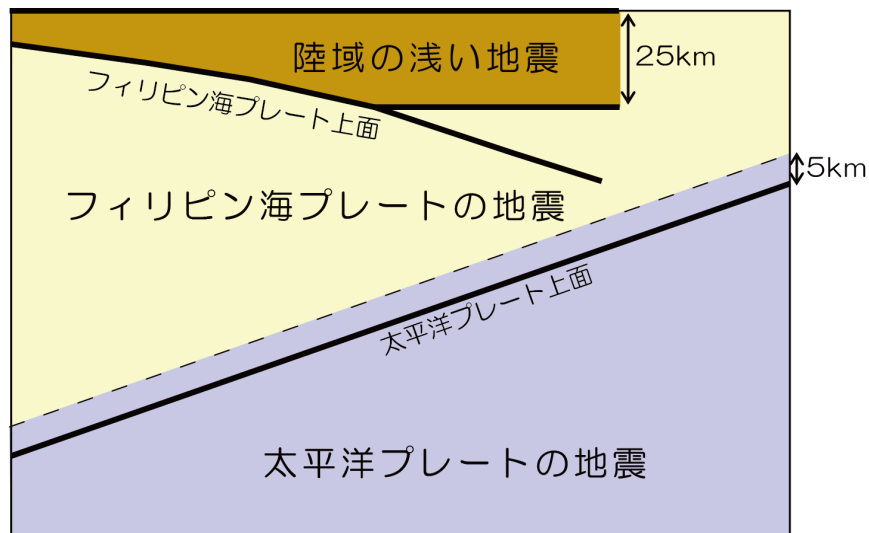 陸域の浅い地震
25km
フィリピン海プレート上面
5km
フィリピン海プレートの地震
太平洋プレート上面
太平洋プレートの地震